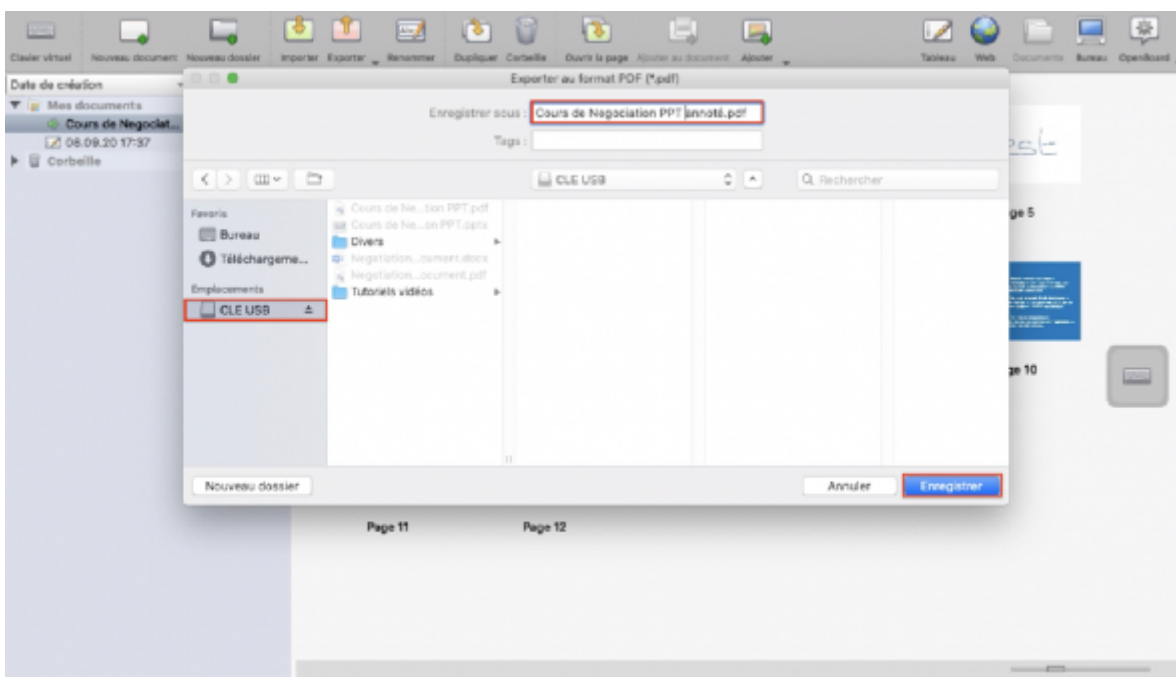 Clavier virtuel Nouveau document Nouveau dossier Importer Exporter Renommer Dupliquer Corbeille Ouvrir la page Ajouter au document Ajouter Tableau Web Documents Bureau OpenBoard
Date de création
Exporter au format PDF (*.pdf)
Mes documents
Cours de Negociat...
06.09.20 17:37
Corbeille
Enregistrer sous : Cours de Negociation PPT annoté.pdf
Tags :
CLE USB
Rechercher
Favoris
Bureau
Téléchargeme...
Emplacements
CLE USB
Cours de Ne...tion PPT.pdf
Cours de Ne...on PPT.pptx
Divers
Negotiation...cument.docx
Negotiation...ocument.pdf
Tutoriels vidéos
ge 5
ge 10
Nouveau dossier
Annuler
Enregistrer
Page 11
Page 12